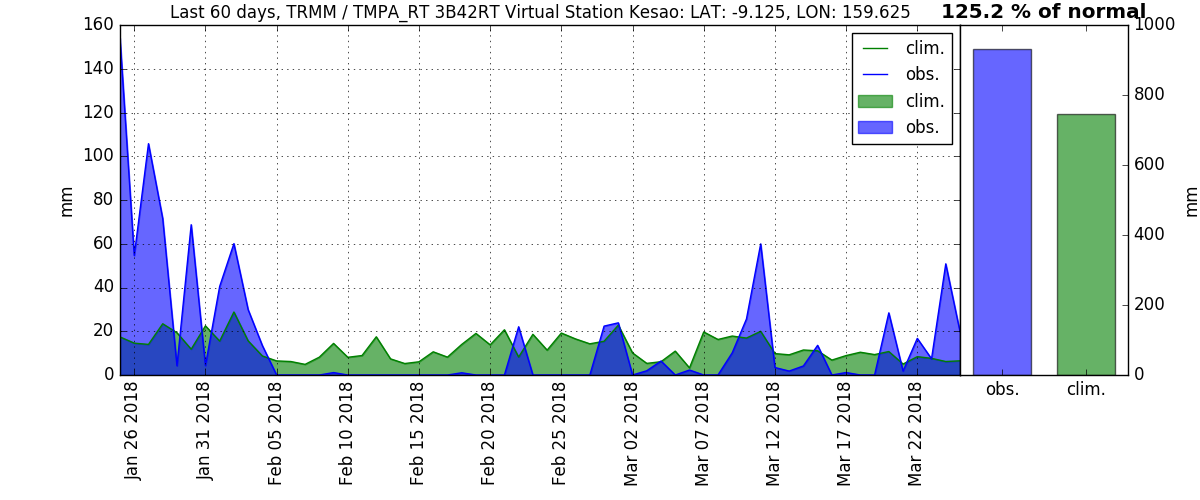 Last 60 days, TRMM / TMPA_RT 3B42RT Virtual Station Kesao: LAT: -9.125, LON: 159.625
125.2 % of normal
160
140
120
100
80
60
40
20
0
mm
clim.
obs.
clim.
obs.
Jan 26 2018
Jan 31 2018
Feb 05 2018
Feb 10 2018
Feb 15 2018
Feb 20 2018
Feb 25 2018
Mar 02 2018
Mar 07 2018
Mar 12 2018
Mar 17 2018
Mar 22 2018
1000
800
600
400
200
0
mm
obs.
clim.